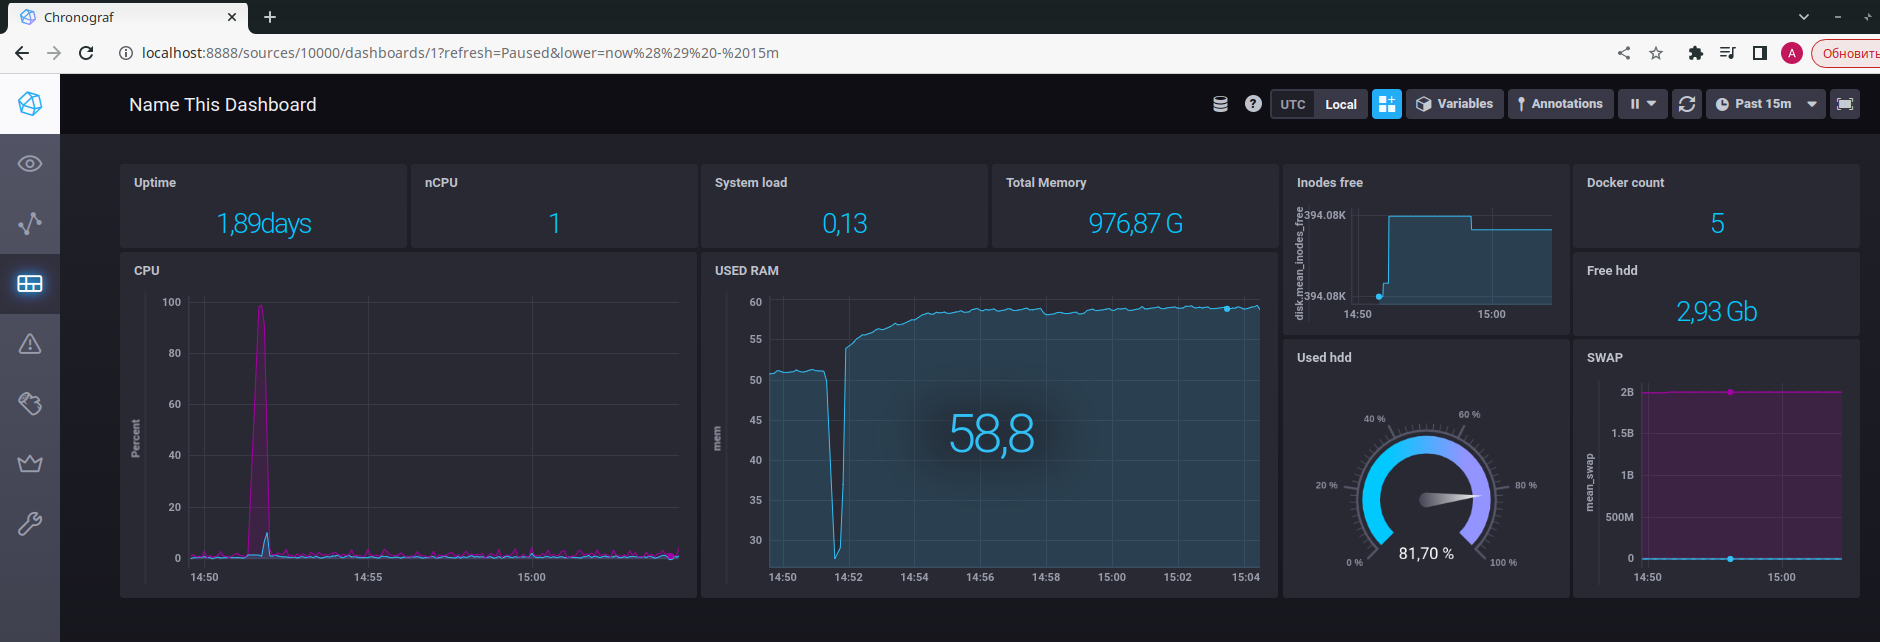 Chronograf
localhost:8888/sources/10000/dashboards/1?refresh=Paused&lower=now%28%29%20-%2015m
A
Обновить
Name This Dashboard
?
UTC
Local
Variables
Annotations
Past 15m
Uptime
1,89days
nCPU
1
System load
0,13
Total Memory
976,87 G
Inodes free
disk.mean_inodes_free
394.08K
394.08K
14:50
15:00
Docker count
5
Free hdd
2,93 Gb
CPU
Percent
100
80
60
40
20
0
14:50
14:55
15:00
USED RAM
mem
60
55
50
45
40
35
30
58,8
14:50
14:52
14:54
14:56
14:58
15:00
15:02
15:04
Used hdd
0 %
20 %
40 %
60 %
80 %
100 %
81,70 %
SWAP
mean_swap
2B
1.5B
1B
500M
0
14:50
15:00